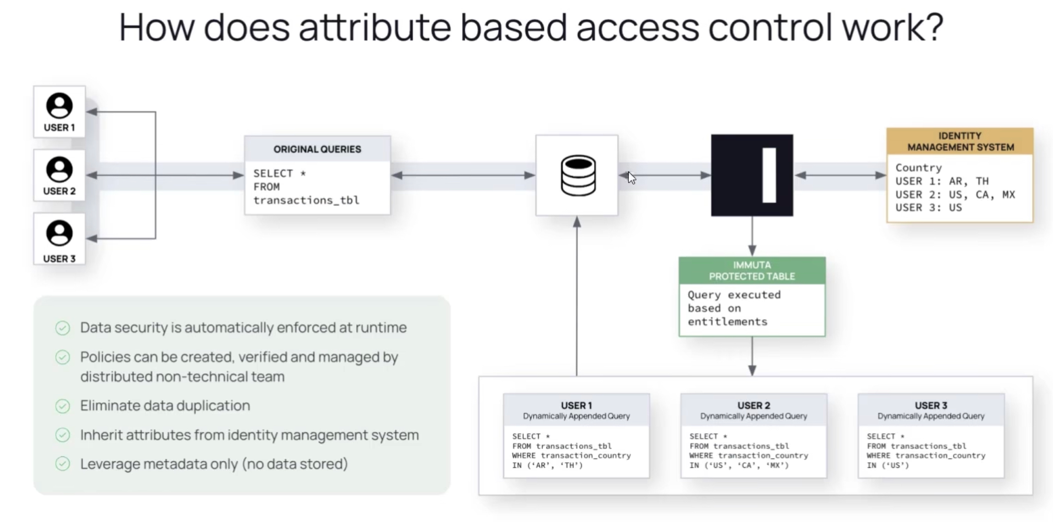 How does attribute based access control work?
USER 1
USER 2
USER 3
ORIGINAL QUERIES
SELECT *
FROM
transactions_tbl
IDENTITY
MANAGEMENT SYSTEM
Country
USER 1: AR, TH
USER 2: US, CA, MX
USER 3: US
IMMUTA
PROTECTED TABLE
Query executed
based on
entitlements
Data security is automatically enforced at runtime
Policies can be created, verified and managed by
distributed non-technical team
Eliminate data duplication
Inherit attributes from identity management system
Leverage metadata only (no data stored)
USER 1
Dynamically Appended Query
SELECT *
FROM transactions_tbl
WHERE transaction_country
IN (‘AR’, ‘TH’)
USER 2
Dynamically Appended Query
SELECT *
FROM transactions_tbl
WHERE transaction_country
IN (‘US’, ‘CA’, ‘MX’)
USER 3
Dynamically Appended Query
SELECT *
FROM transactions_tbl
WHERE transaction_country
IN (‘US’)